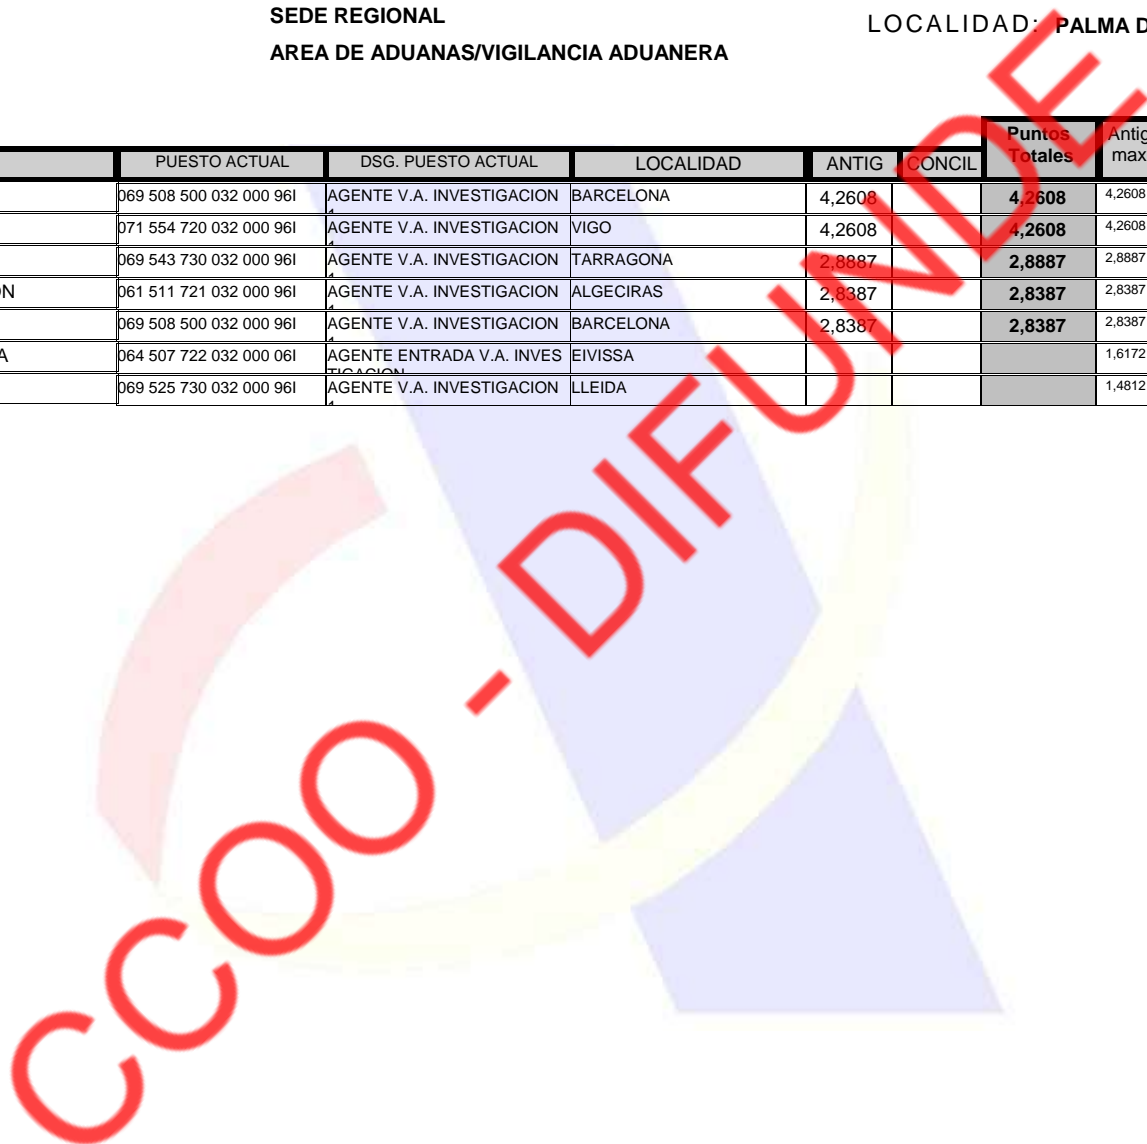 SEDE REGIONAL
LOCALIDAD: PALMA D
AREA DE ADUANAS/VIGILANCIA ADUANERA
PUESTO ACTUAL DSG. PUESTO ACTUAL LOCALIDAD ANTIG CONCIL Puntos Totales Antig max
069 508 500 032 000 96I AGENTE V.A. INVESTIGACION BARCELONA 4,2608 4,2608 4,2608
071 554 720 032 000 96I AGENTE V.A. INVESTIGACION VIGO 4,2608 4,2608 4,2608
069 543 730 032 000 96I AGENTE V.A. INVESTIGACION TARRAGONA 2,8887 2,8887 2,8887
ON 061 511 721 032 000 96I AGENTE V.A. INVESTIGACION ALGECIRAS 2,8387 2,8387 2,8387
069 508 500 032 000 96I AGENTE V.A. INVESTIGACION BARCELONA 2,8387 2,8387 2,8387
A 064 507 722 032 000 06I AGENTE ENTRADA V.A. INVES EIVISSA 1,6172
TIGACION
069 525 730 032 000 96I AGENTE V.A. INVESTIGACION LLEIDA 1,4812
CCOO - DIFUNDE